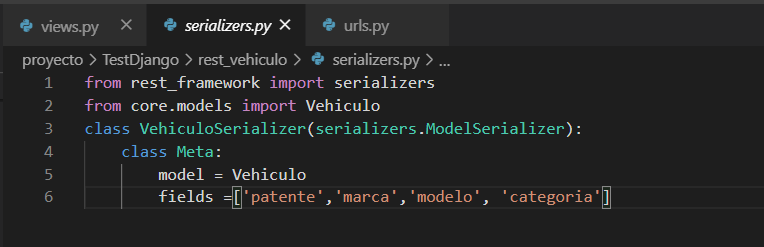 views.py × serializers.py × urls.py
proyecto > TestDjango > rest_vehiculo > serializers.py > ...
1 from rest_framework import serializers
2 from core.models import Vehiculo
3 class VehiculoSerializer(serializers.ModelSerializer):
4     class Meta:
5         model = Vehiculo
6         fields =['patente','marca','modelo', 'categoria']